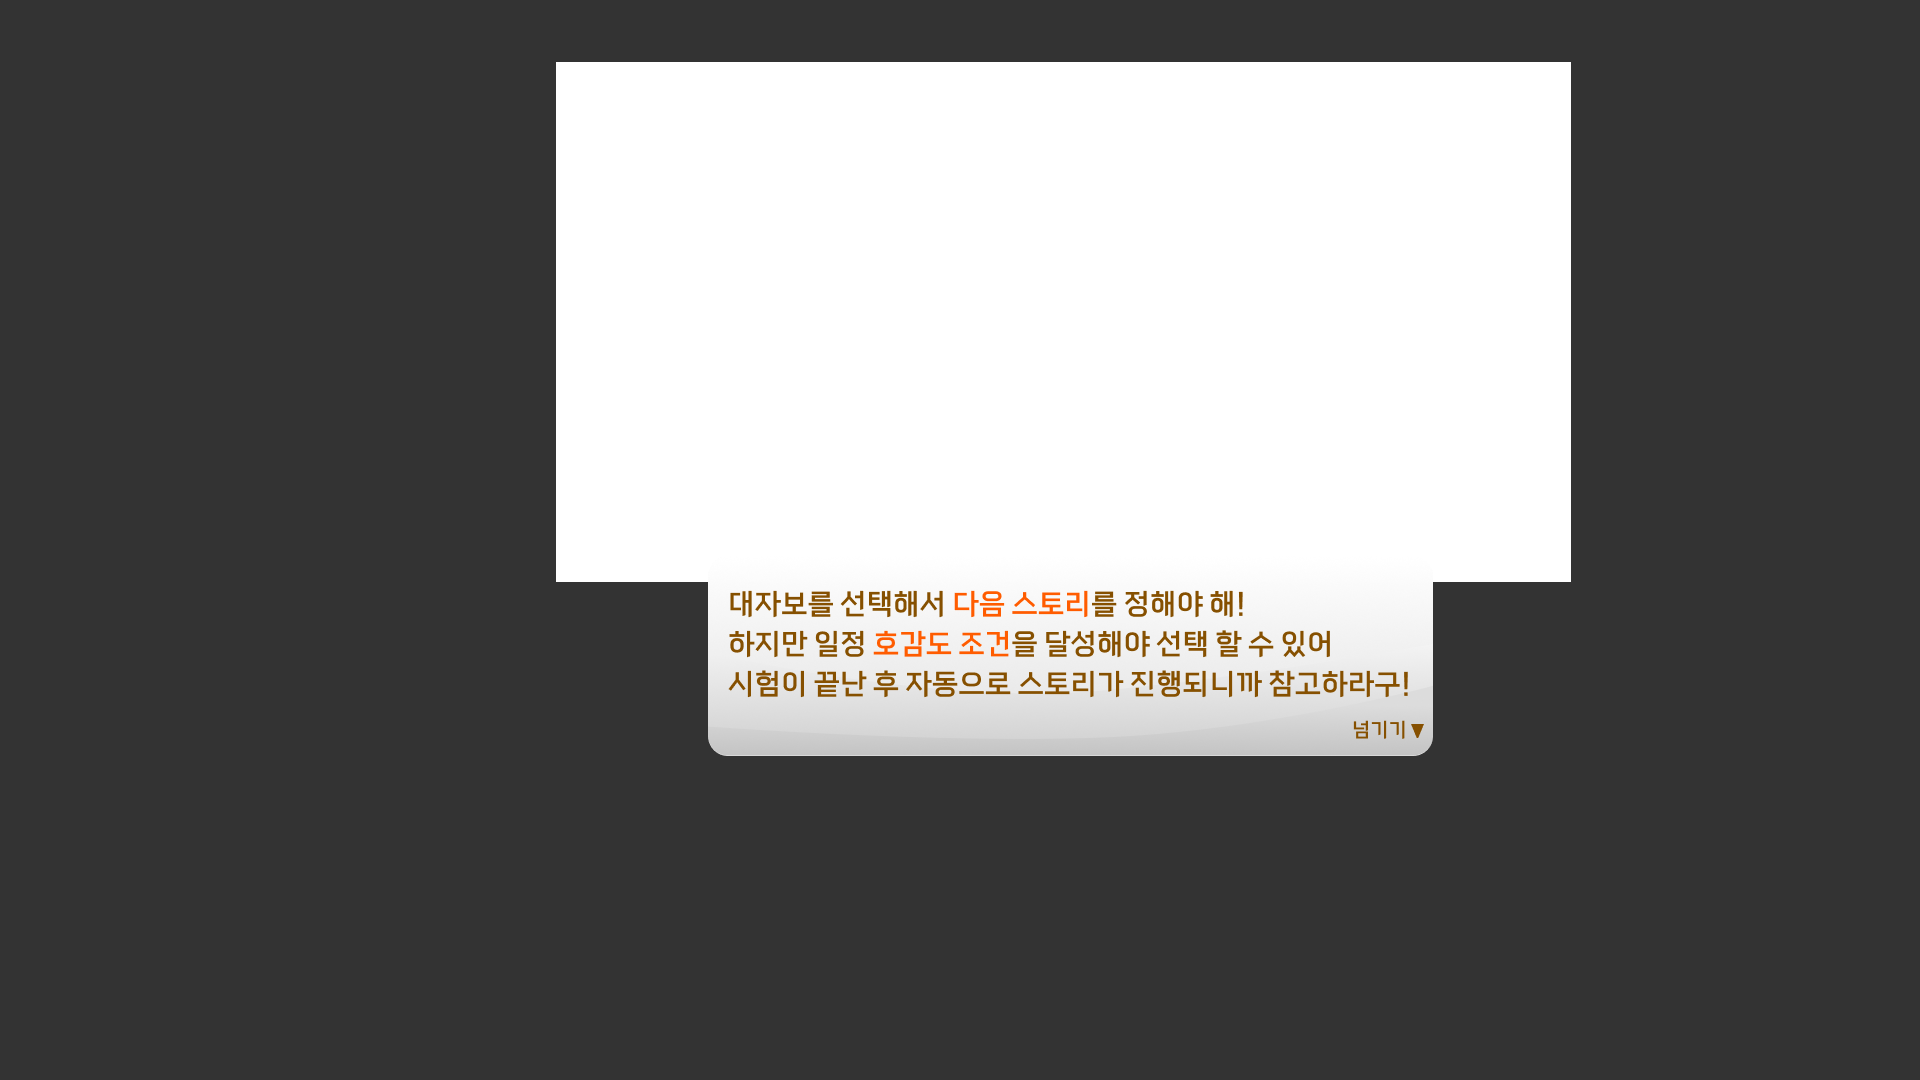 대자보를 선택해서 다음 스토리를 정해야 해!
하지만 일정 호감도 조건을 달성해야 선택 할 수 있어
시험이 끝난 후 자동으로 스토리가 진행되니까 참고하라구!
넘기기 ▼